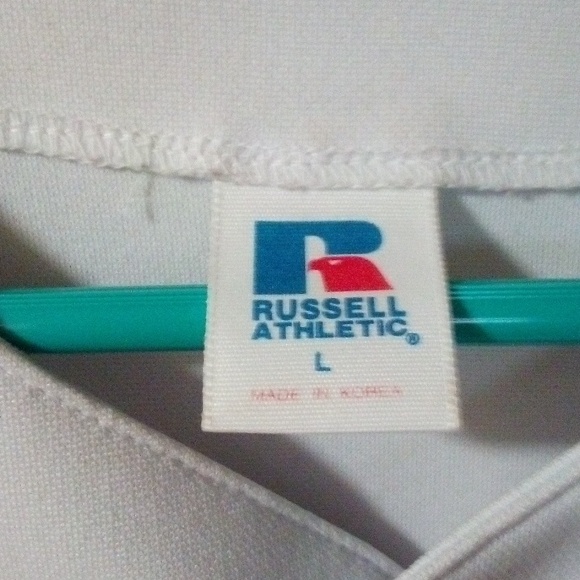 R
RUSSELL
ATHLETIC®
L
MADE IN KOREA